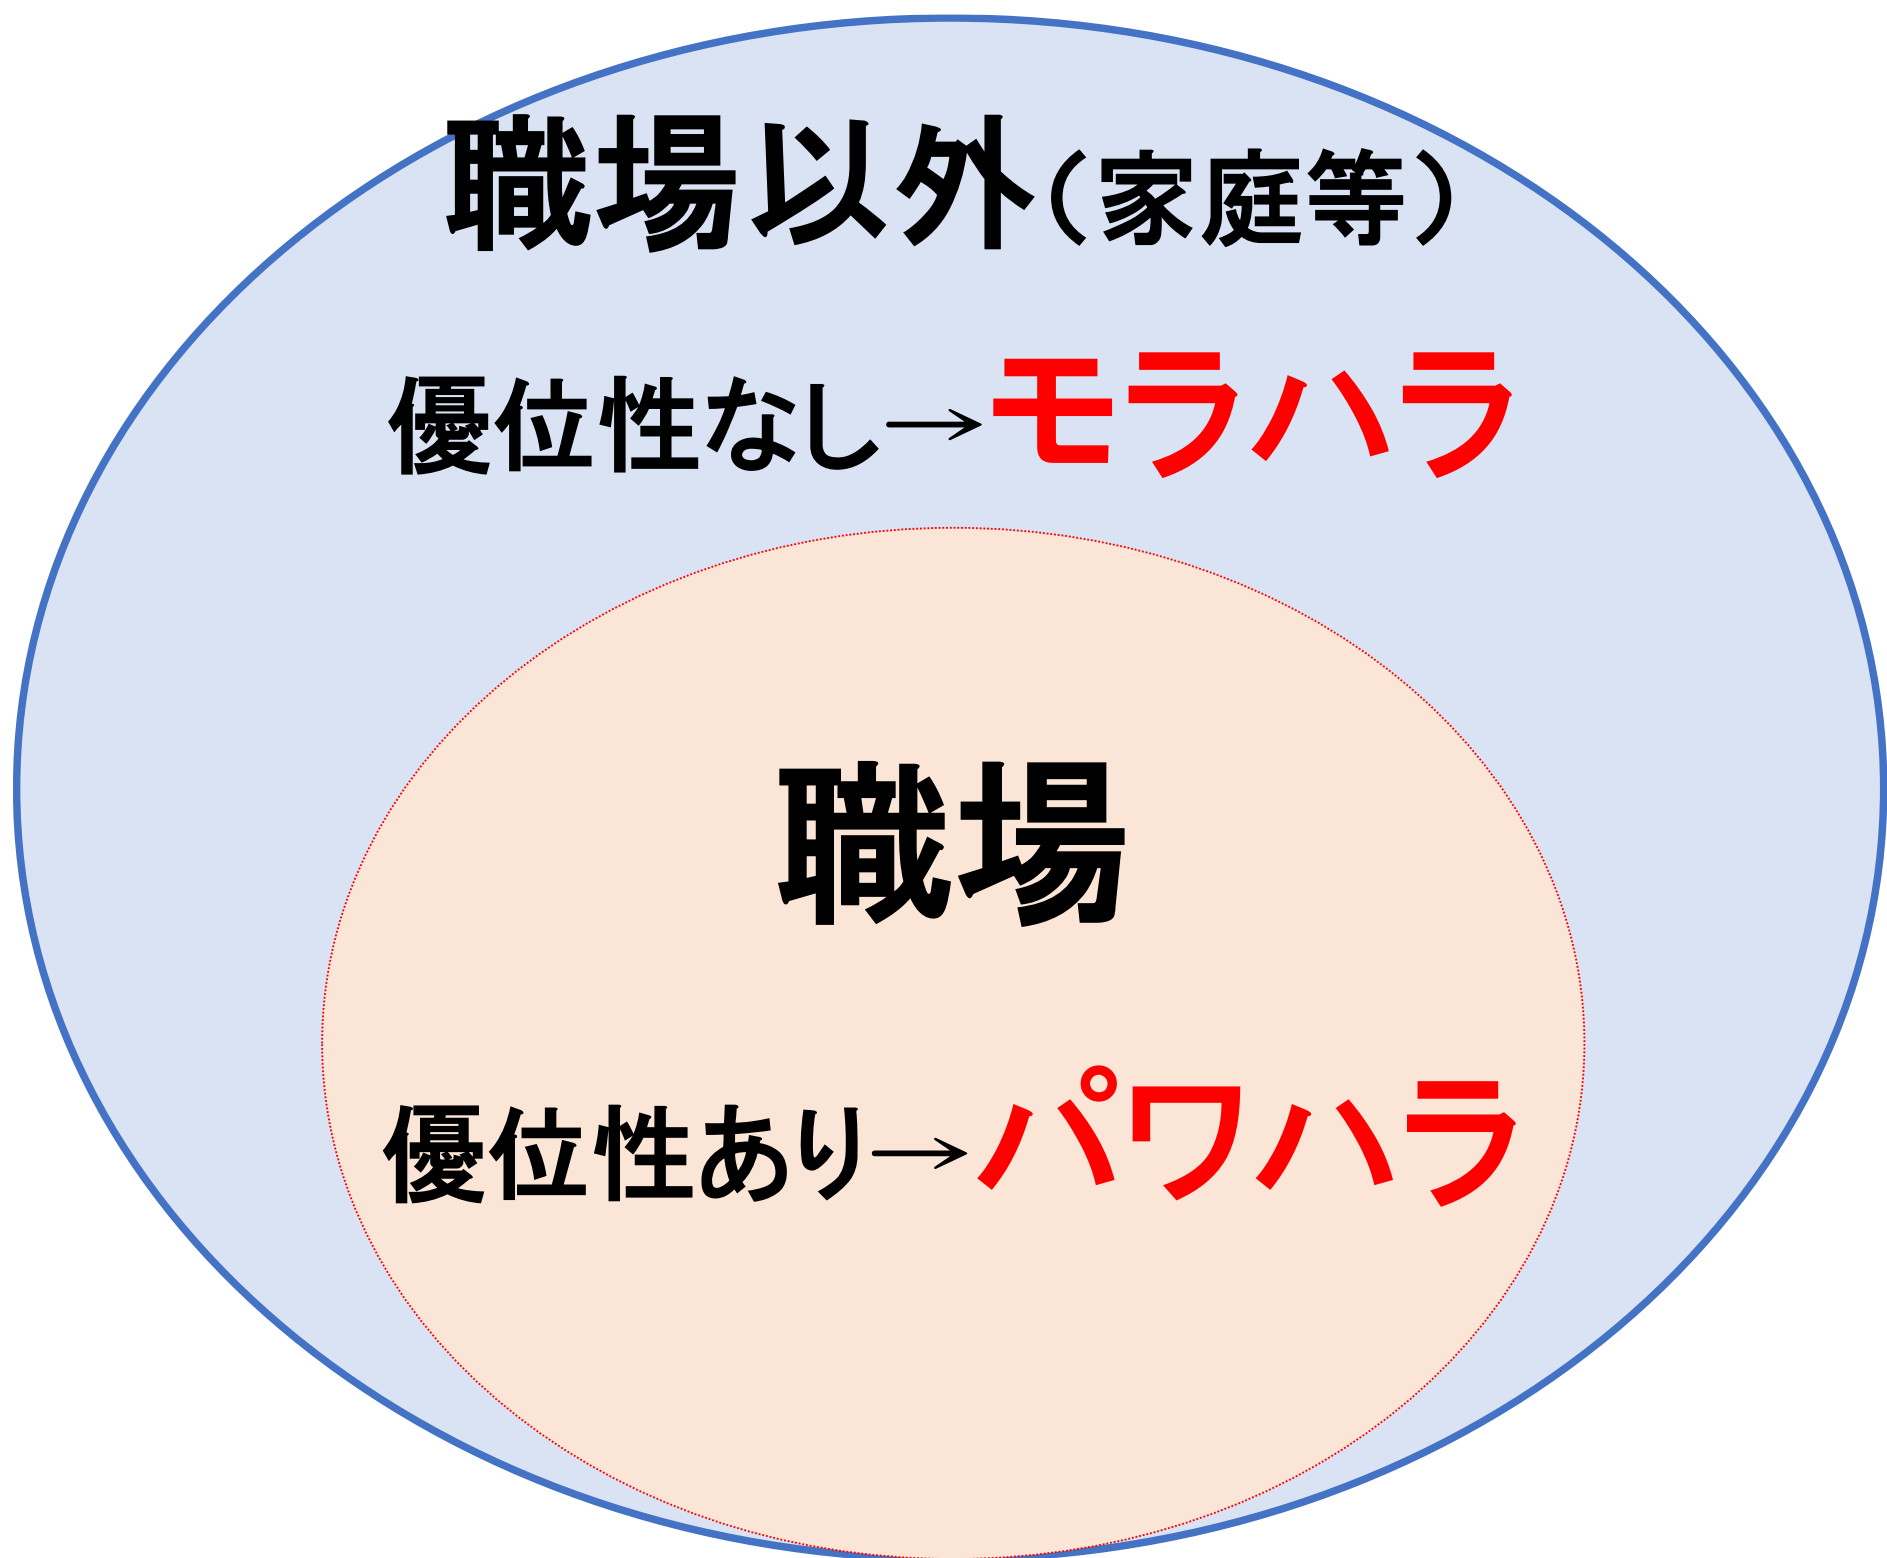 職場以外（家庭等）
優位性なし→モラハラ
職場
優位性あり→パワハラ